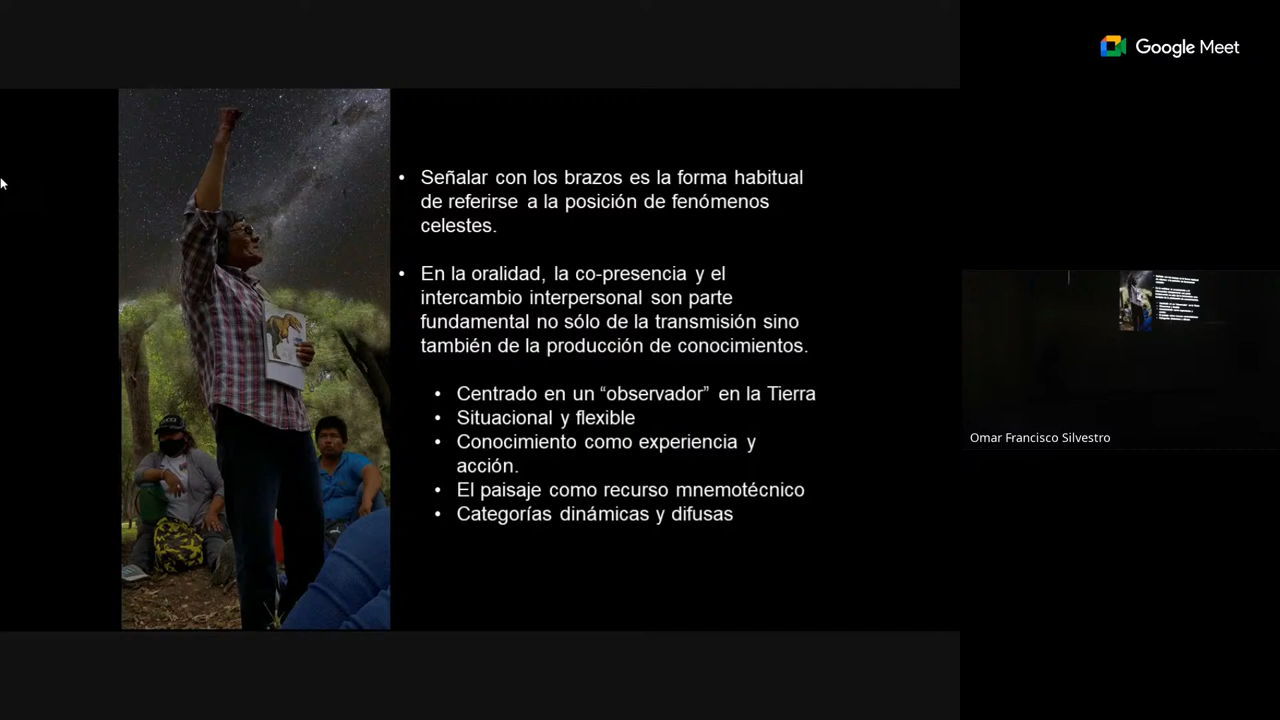 Google Meet
• Señalar con los brazos es la forma habitual
de referirse a la posición de fenómenos
celestes.
• En la oralidad, la co-presencia y el
intercambio interpersonal son parte
fundamental no sólo de la transmisión sino
también de la producción de conocimientos.
• Centrado en un “observador” en la Tierra
• Situacional y flexible
• Conocimiento como experiencia y
acción.
• El paisaje como recurso mnemotécnico
• Categorías dinámicas y difusas
Omar Francisco Silvestro